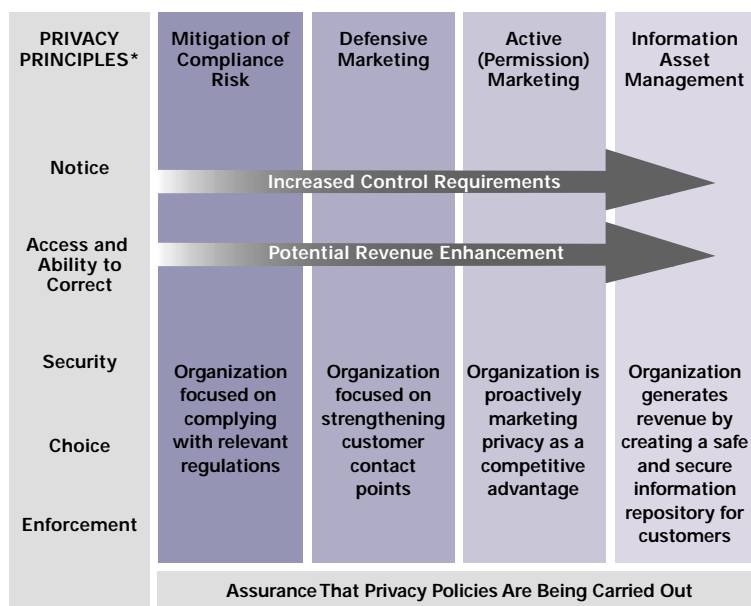 PRIVACY
PRINCIPLES*
Notice
Access and
Ability to
Correct
Security
Choice
Enforcement
Mitigation of
Compliance
Risk
Defensive
Marketing
Active
(Permission)
Marketing
Information
Asset
Management
Increased Control Requirements
Potential Revenue Enhancement
Organization
focused on
complying
with relevant
regulations
Organization
focused on
strengthening
customer
contact
points
Organization is
proactively
marketing
privacy as a
competitive
advantage
Organization
generates
revenue by
creating a safe
and secure
information
repository for
customers
Assurance That Privacy Policies Are Being Carried Out